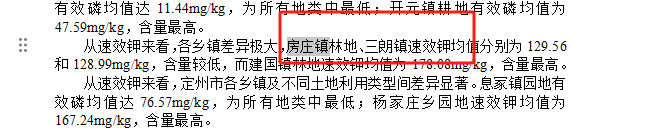 有效磷均值达 11.44mg/kg，为所有地类中最低；开元镇耕地有效磷均值为
47.59mg/kg，含量最高。
从速效钾来看，各乡镇差异极大，房庄镇林地、三朗镇速效钾均值分别为 129.56
和 128.99mg/kg，含量较低，而建国镇林地速效钾均值为 178.08mg/kg，含量最高。
从速效钾来看，定州市各乡镇及不同土地利用类型间差异显著。息冢镇园地有
效磷均值达 76.57mg/kg，为所有地类中最低；杨家庄乡园地速效钾均值为
167.24mg/kg，含量最高。